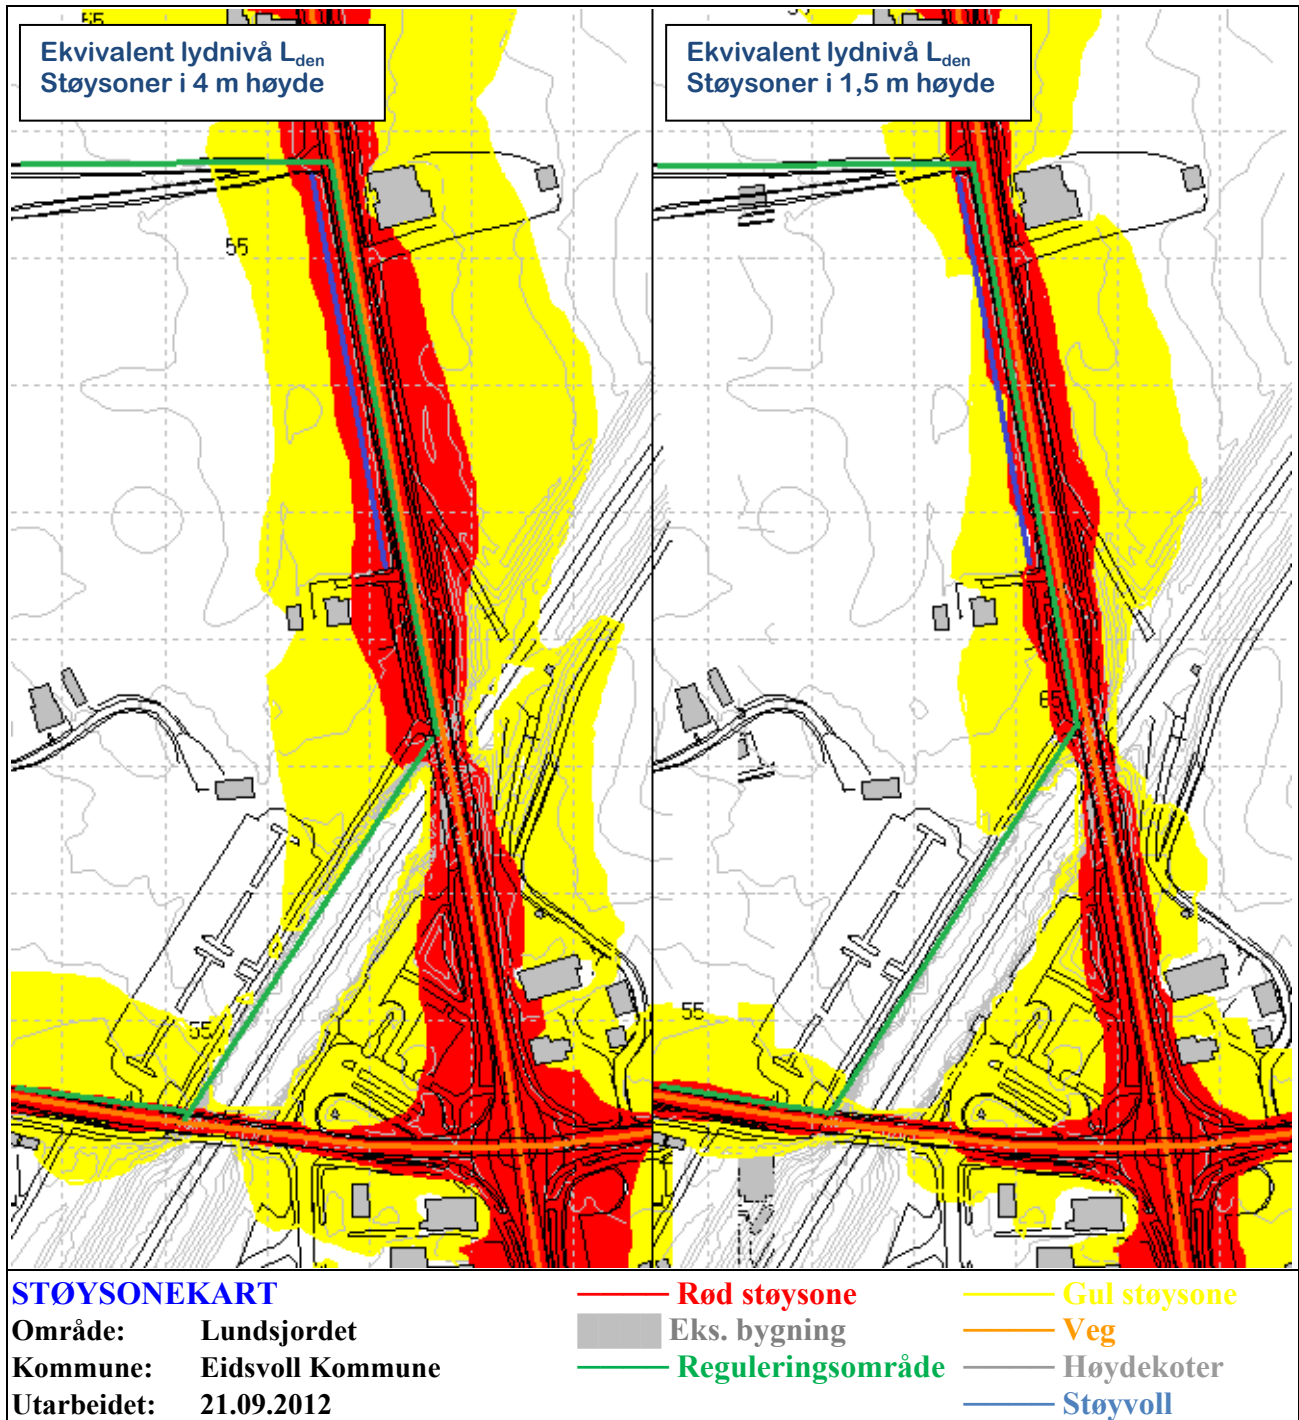 Ekvivalent lydnivå Lden
Støysoner i 4 m høyde
Ekvivalent lydnivå Lden
Støysoner i 1,5 m høyde
55
55
65
55
55
STØYSONEKART
Område: Lundsjordet
Kommune: Eidsvoll Kommune
Utarbeidet: 21.09.2012
Rød støysone
Eks. bygning
Reguleringsområde
Gul støysone
Veg
Høydekoter
Støyvoll